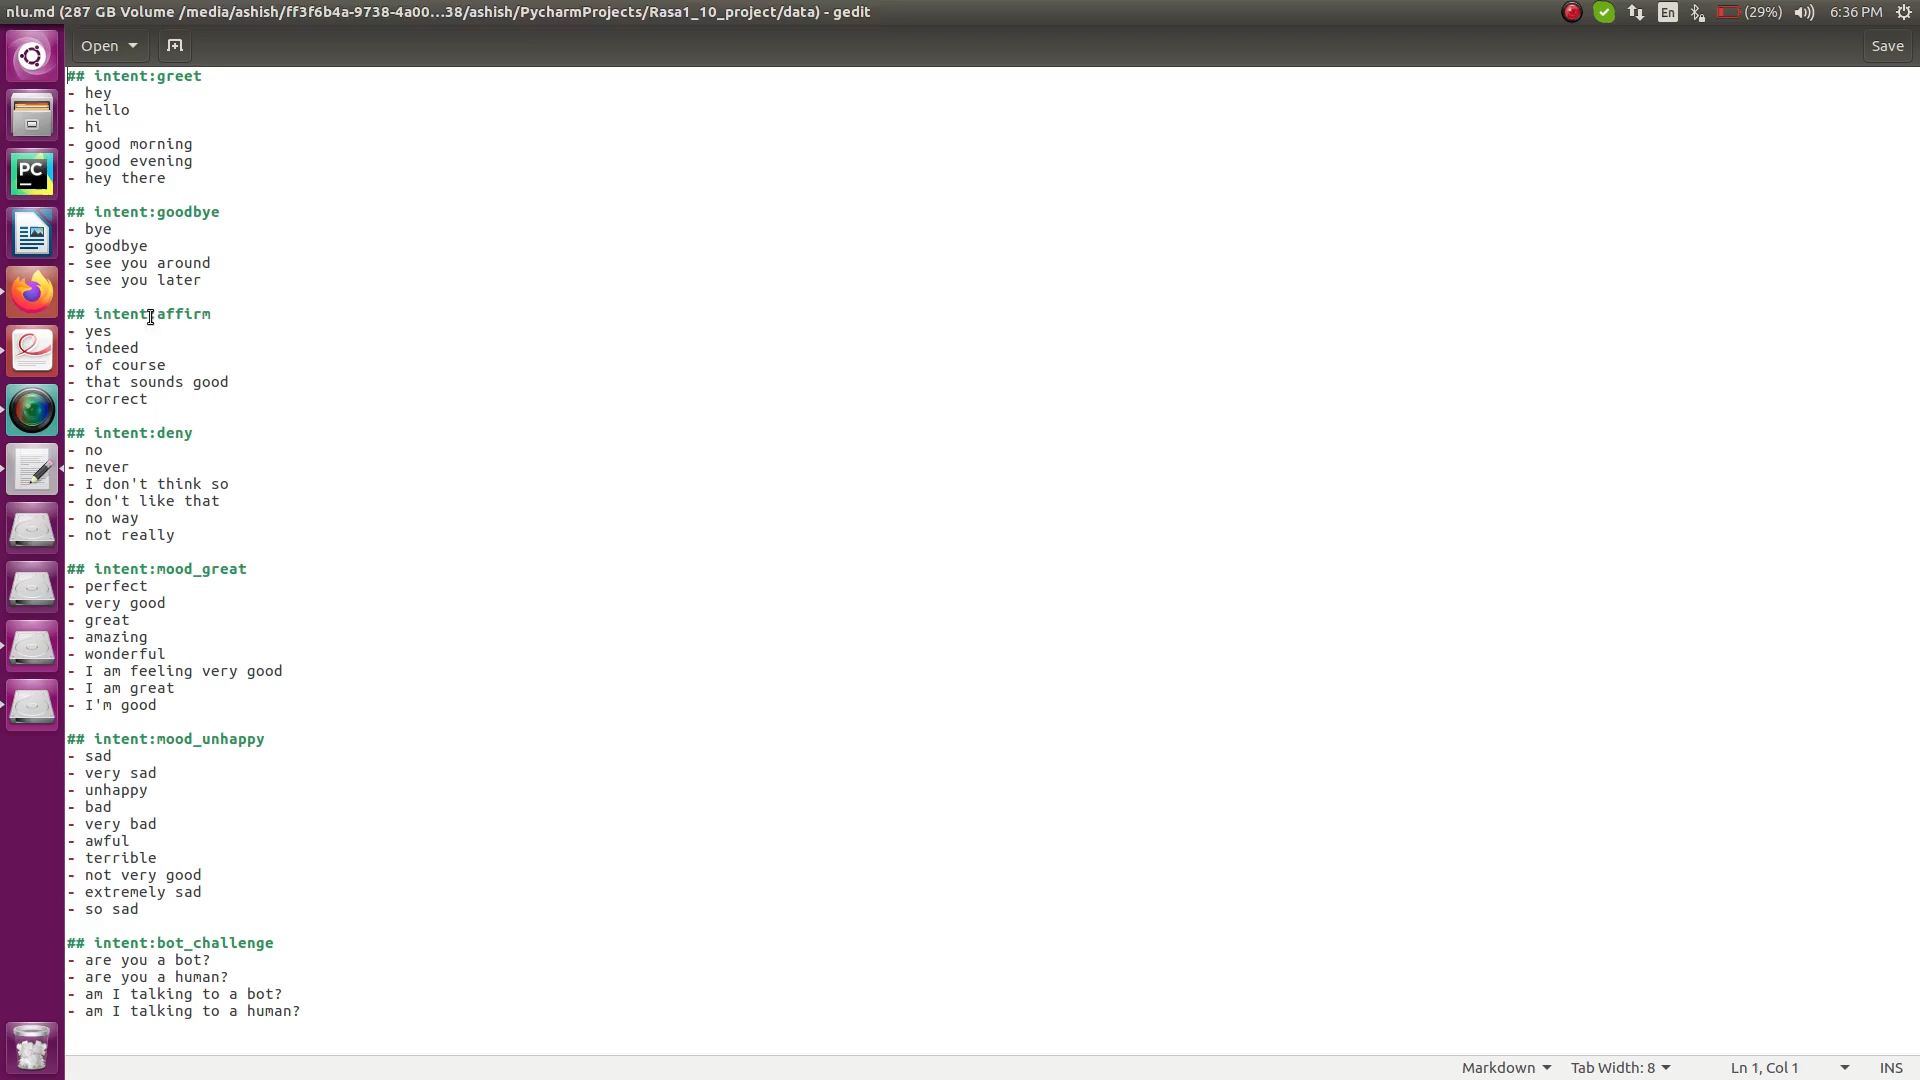 nlu.md (287 GB Volume /media/ashish/ff3f6b4a-9738-4a00...38/ashish/PycharmProjects/Rasa1_10_project/data) - gedit
En
(29%)
6:36 PM
Open
Save
## intent:greet
- hey
- hello
- hi
- good morning
- good evening
- hey there
## intent:goodbye
- bye
- goodbye
- see you around
- see you later
## intent:affirm
- yes
- indeed
- of course
- that sounds good
- correct
## intent:deny
- no
- never
- I don't think so
- don't like that
- no way
- not really
## intent:mood_great
- perfect
- very good
- great
- amazing
- wonderful
- I am feeling very good
- I am great
- I'm good
## intent:mood_unhappy
- sad
- very sad
- unhappy
- bad
- very bad
- awful
- terrible
- not very good
- extremely sad
- so sad
## intent:bot_challenge
- are you a bot?
- are you a human?
- am I talking to a bot?
- am I talking to a human?
PC
Markdown
Tab Width: 8
Ln 1, Col 1
INS